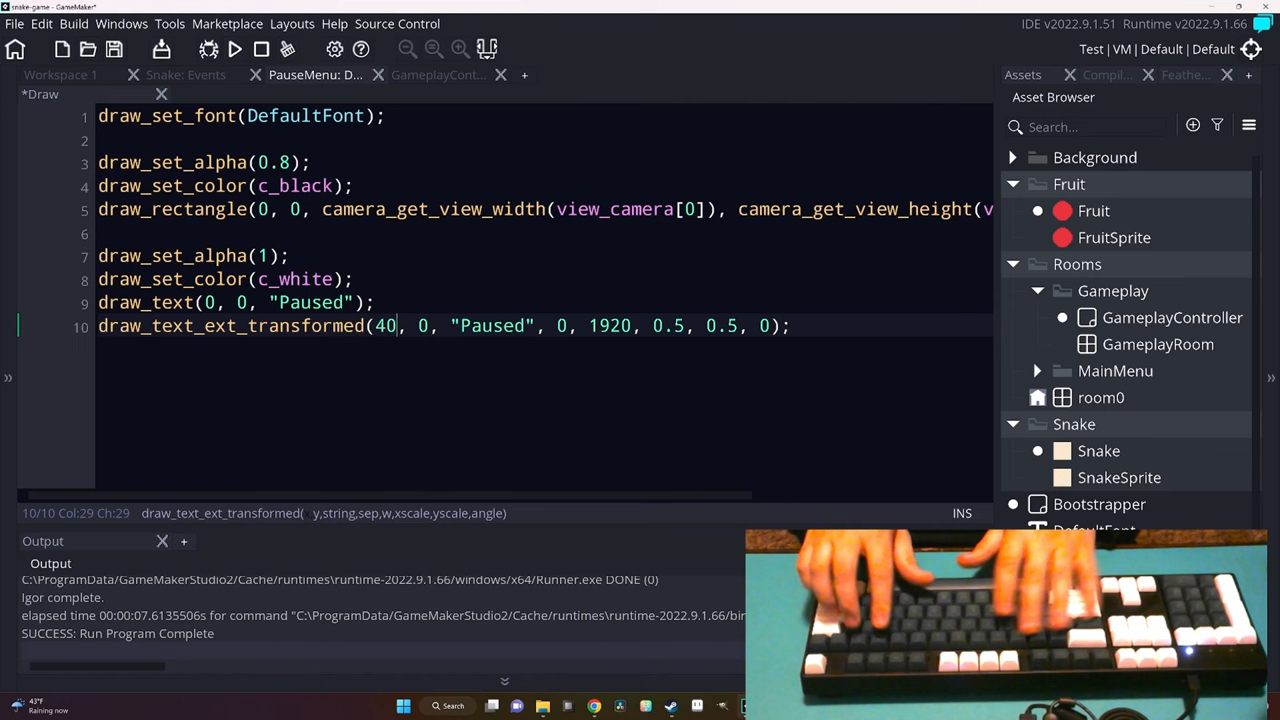 snake-game - GameMaker*
File Edit Build Windows Tools Marketplace Layouts Help Source Control
IDE v2022.9.1.51 Runtime v2022.9.1.66
Test | VM | Default | Default
Workspace 1 Snake: Events PauseMenu: D... GameplayCont...
*Draw
1 draw_set_font(DefaultFont);
2
3 draw_set_alpha(0.8);
4 draw_set_color(c_black);
5 draw_rectangle(0, 0, camera_get_view_width(view_camera[0]), camera_get_view_height(v
6
7 draw_set_alpha(1);
8 draw_set_color(c_white);
9 draw_text(0, 0, "Paused");
10 draw_text_ext_transformed(40, 0, "Paused", 0, 1920, 0.5, 0.5, 0);
10/10 Col:29 Ch:29 draw_text_ext_transformed( y,string,sep,w,xscale,yscale,angle)
INS
Output
Output
C:\ProgramData/GameMakerStudio2/Cache/runtimes\runtime-2022.9.1.66/windows/x64/Runner.exe DONE (0)
Igor complete.
elapsed time 00:00:07.6135506s for command "C:\ProgramData/GameMakerStudio2/Cache/runtimes\runtime-2022.9.1.66/bin
SUCCESS: Run Program Complete
Assets Compil... Feathe...
Asset Browser
Search...
Background
Fruit
Fruit
FruitSprite
Rooms
Gameplay
GameplayController
GameplayRoom
MainMenu
room0
Snake
Snake
SnakeSprite
Bootstrapper
DefaultFont
43°F
Raining now
Search